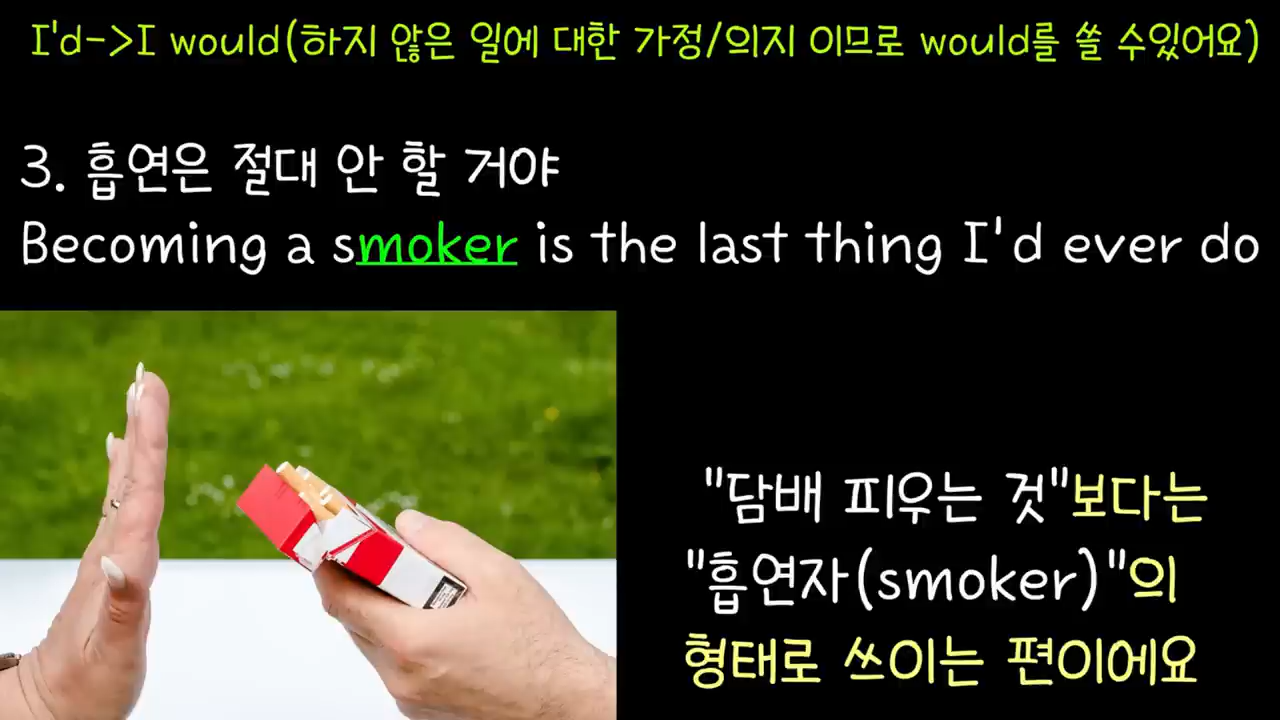 I'd->I would(하지 않은 일에 대한 가정/의지 이므로 would를 쓸 수있어요)
3. 흡연은 절대 안 할 거야
Becoming a smoker is the last thing I'd ever do
"담배 피우는 것"보다는
"흡연자(smoker)"의
형태로 쓰이는 편이에요